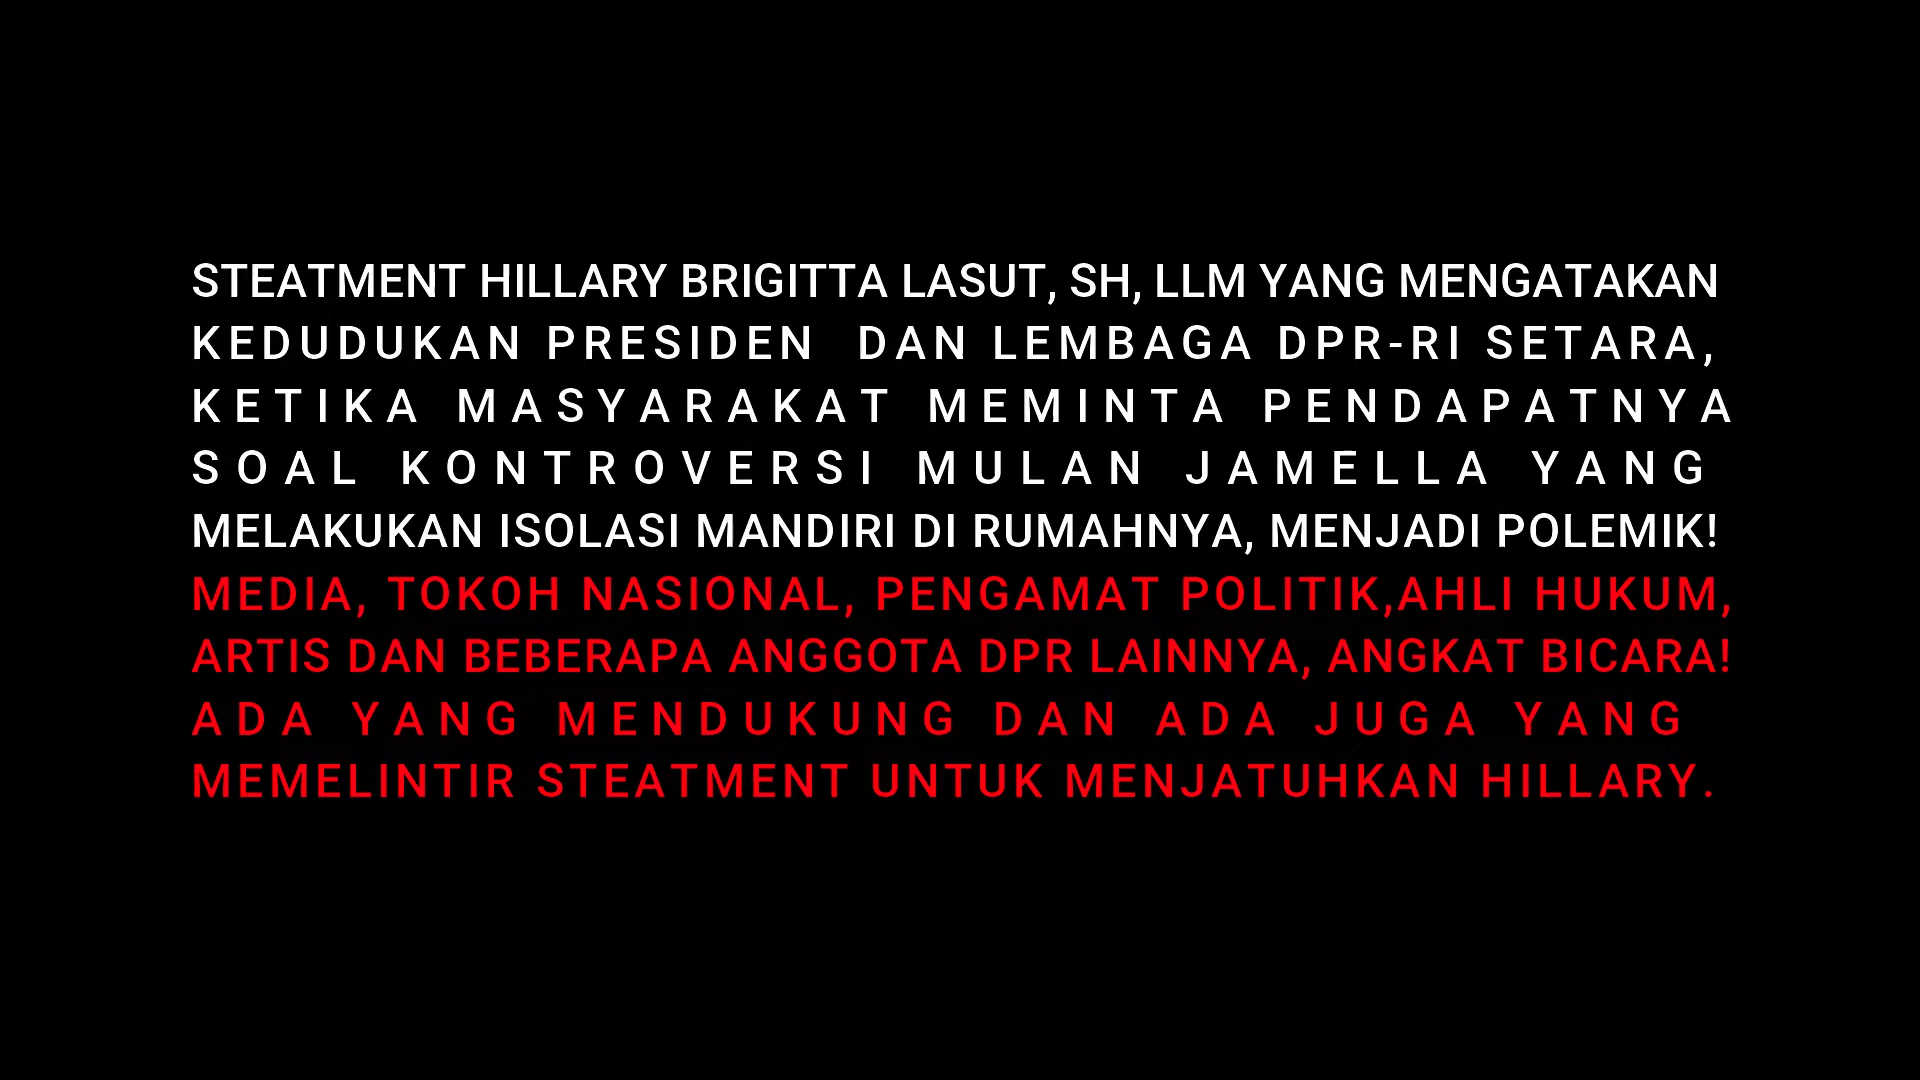 STEATMENT HILLARY BRIGITTA LASUT, SH, LLM YANG MENGATAKAN
KEDUDUKAN PRESIDEN DAN LEMBAGA DPR-RI SETARA,
KETIKA MASYARAKAT MEMINTA PENDAPATNYA
SOAL KONTROVERSI MULAN JAMELLA YANG
MELAKUKAN ISOLASI MANDIRI DI RUMAHNYA, MENJADI POLEMIK!
MEDIA, TOKOH NASIONAL, PENGAMAT POLITIK,AHLI HUKUM,
ARTIS DAN BEBERAPA ANGGOTA DPR LAINNYA, ANGKAT BICARA!
ADA YANG MENDUKUNG DAN ADA JUGA YANG
MEMELINTIR STEATMENT UNTUK MENJATUHKAN HILLARY.